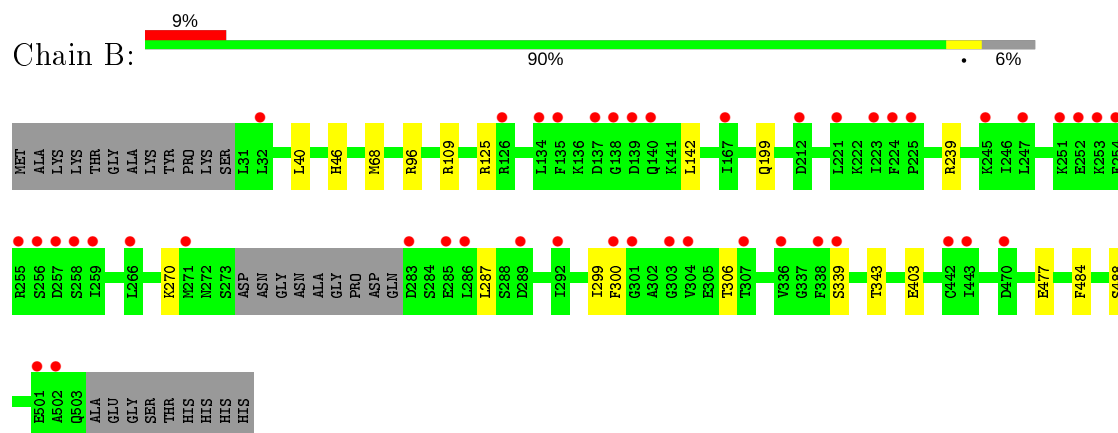 9%
Chain B:
90% • 6%
MET ALA LYS LYS THR GLY ALA LYS TYR PRO LYS SER L31 L32 L40 H46 M68 R96 R109 R125 R126 L134 F135 K136 D137 G138 D139 Q140 K141 L142 I167 Q199 D212 L221 K222 I223 F224 P225 R239 K245 I246 L247 K251 E252 K253 E254
R255 S256 D257 S258 I259 L266 K270 M271 N272 S273 ASP ASN GLY ASN ALA GLY PRO ASP GLN D283 S284 E285 L286 L287 S288 D289 I292 I299 F300 G301 A302 G303 V304 E305 T306 T307 V336 G337 F338 S339 T343 E403 C442 I443 D470 E477 F484 S488
E501 A502 Q503 ALA GLU GLY SER THR HIS HIS HIS HIS